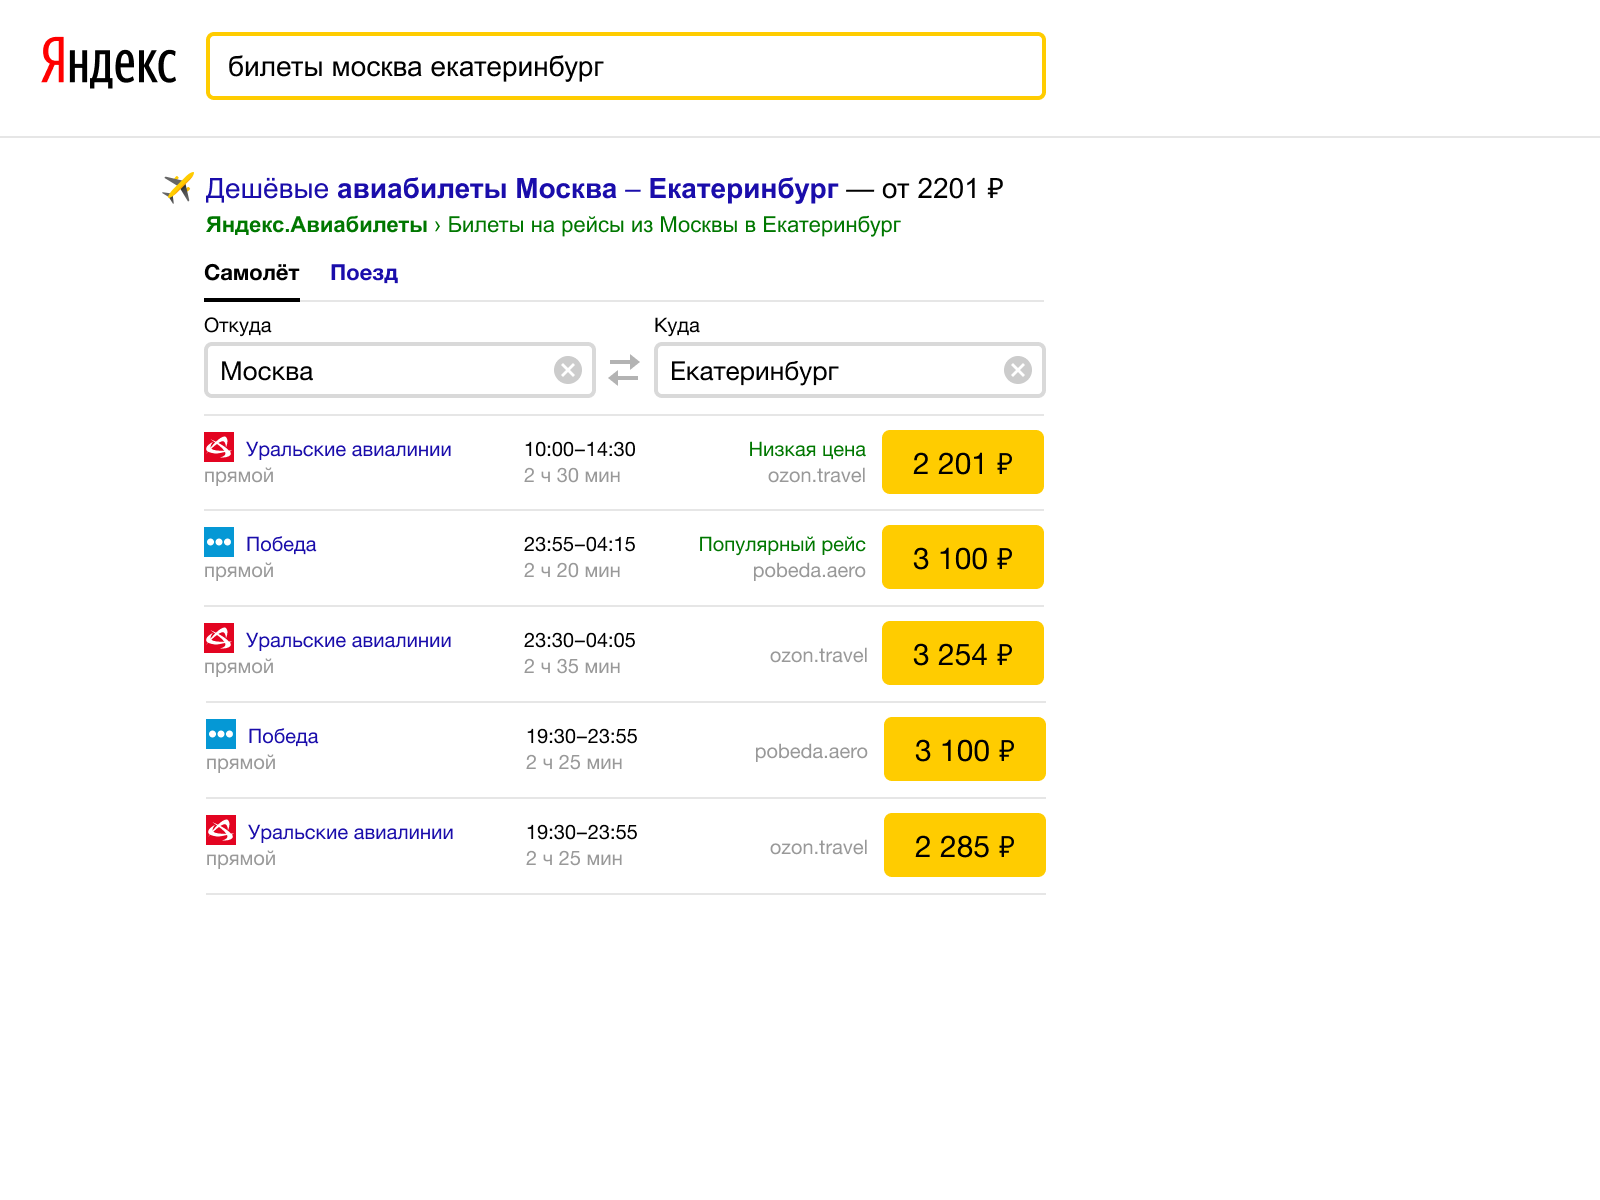 Яндекс
билеты москва екатеринбург
Дешёвые авиабилеты Москва – Екатеринбург — от 2201 ₽
Яндекс.Авиабилеты › Билеты на рейсы из Москвы в Екатеринбург
Самолёт Поезд
Откуда Куда
Москва Екатеринбург
Уральские авиалинии 10:00–14:30 Низкая цена 2 201 ₽
прямой 2 ч 30 мин ozon.travel
Победа 23:55–04:15 Популярный рейс 3 100 ₽
прямой 2 ч 20 мин pobeda.aero
Уральские авиалинии 23:30–04:05 ozon.travel 3 254 ₽
прямой 2 ч 35 мин
Победа 19:30–23:55 pobeda.aero 3 100 ₽
прямой 2 ч 25 мин
Уральские авиалинии 19:30–23:55 ozon.travel 2 285 ₽
прямой 2 ч 25 мин